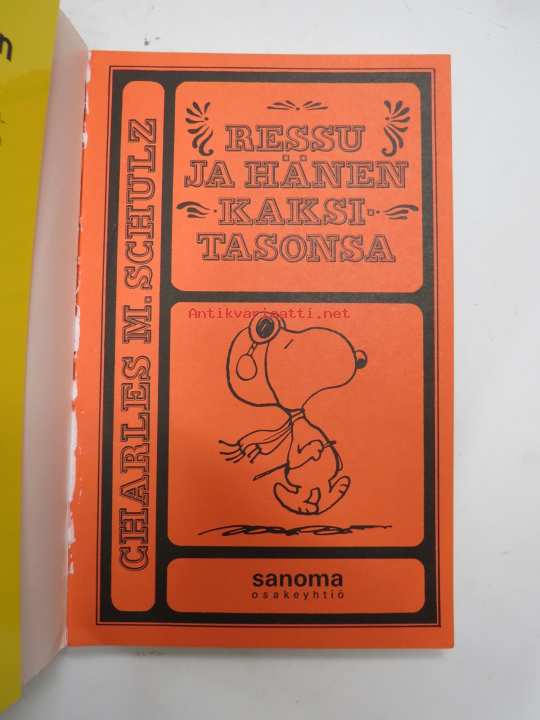 RESSU
JA HÄNEN
KAKSI-
TASONSA
CHARLES M. SCHULZ
Antikvariaatti.net
sanoma
osakeyhtiö